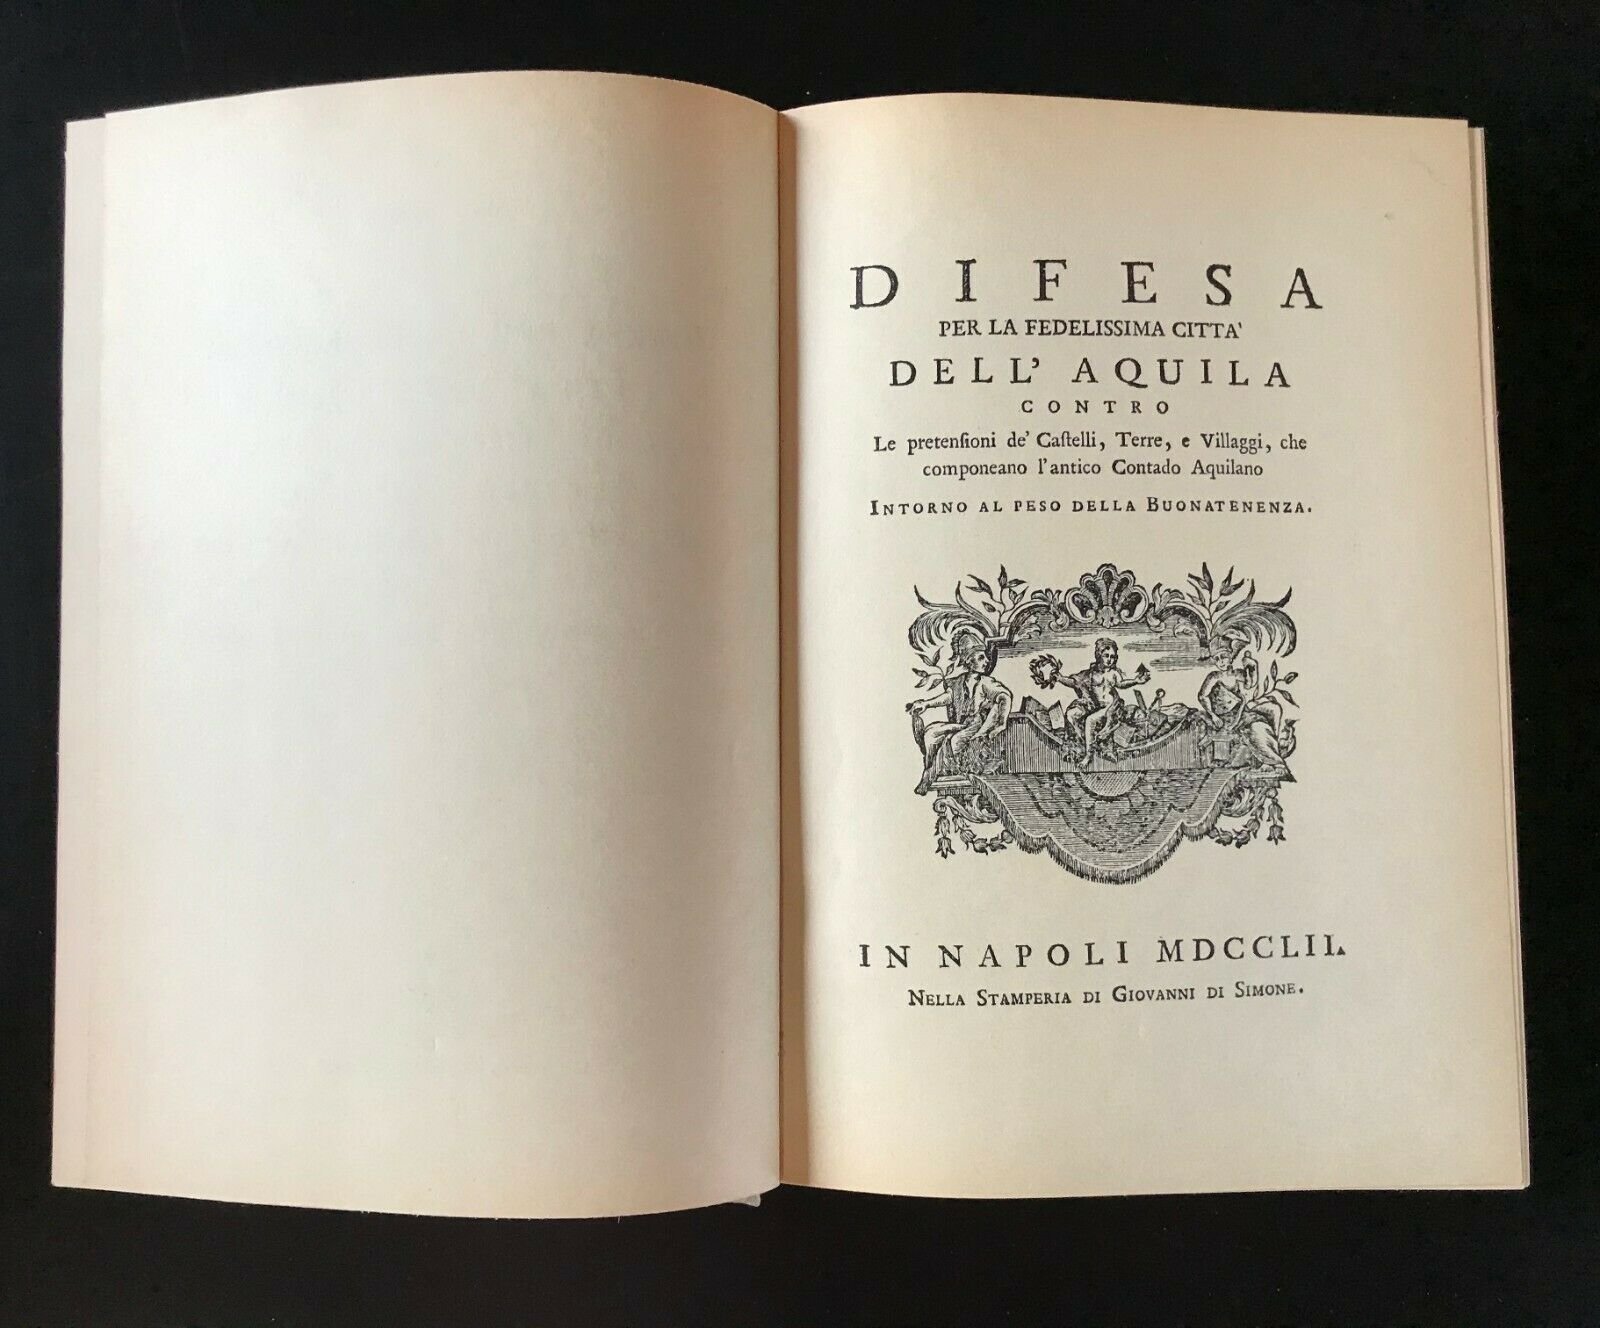 DIFESA
PER LA FEDELISSIMA CITTA'
DELL' AQUILA
CONTRO
Le pretenſioni de' Caſtelli, Terre, e Villaggi, che
componeano l'antico Contado Aquilano
INTORNO AL PESO DELLA BUONATENENZA.
IN NAPOLI MDCCLII.
NELLA STAMPERIA DI GIOVANNI DI SIMONE.